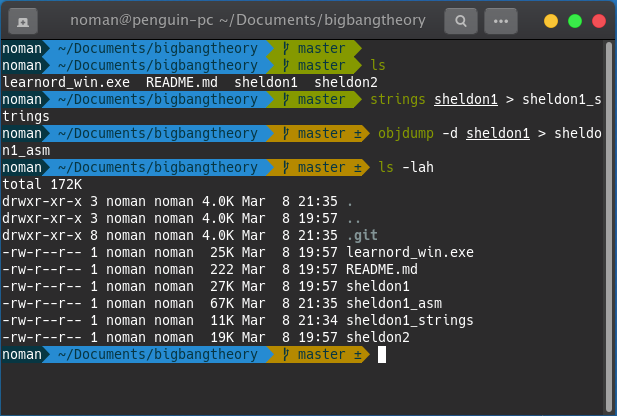 noman@penguin-pc ~/Documents/bigbangtheory
noman ~/Documents/bigbangtheory master
noman ~/Documents/bigbangtheory master ls
learnord_win.exe README.md sheldon1 sheldon2
noman ~/Documents/bigbangtheory master strings sheldon1 > sheldon1_s
trings
noman ~/Documents/bigbangtheory master ± objdump -d sheldon1 > sheldo
n1_asm
noman ~/Documents/bigbangtheory master ± ls -lah
total 172K
drwxr-xr-x 3 noman noman 4.0K Mar 8 21:35 .
drwxr-xr-x 3 noman noman 4.0K Mar 8 19:57 ..
drwxr-xr-x 8 noman noman 4.0K Mar 8 21:35 .git
-rw-r--r-- 1 noman noman 25K Mar 8 19:57 learnord_win.exe
-rw-r--r-- 1 noman noman 222 Mar 8 19:57 README.md
-rw-r--r-- 1 noman noman 27K Mar 8 19:57 sheldon1
-rw-r--r-- 1 noman noman 67K Mar 8 21:35 sheldon1_asm
-rw-r--r-- 1 noman noman 11K Mar 8 21:34 sheldon1_strings
-rw-r--r-- 1 noman noman 19K Mar 8 19:57 sheldon2
noman ~/Documents/bigbangtheory master ±